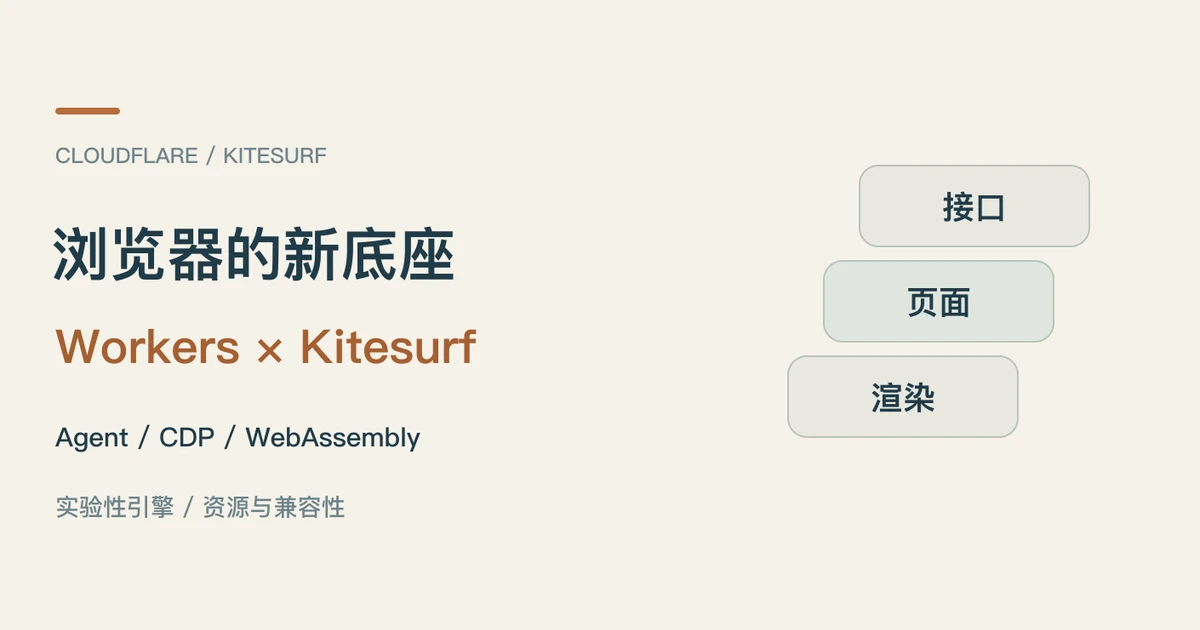 CLOUDFLARE / KITESURF
浏览器的新底座
Workers × Kitesurf
Agent / CDP / WebAssembly
实验性引擎 / 资源与兼容性
接口
页面
渲染